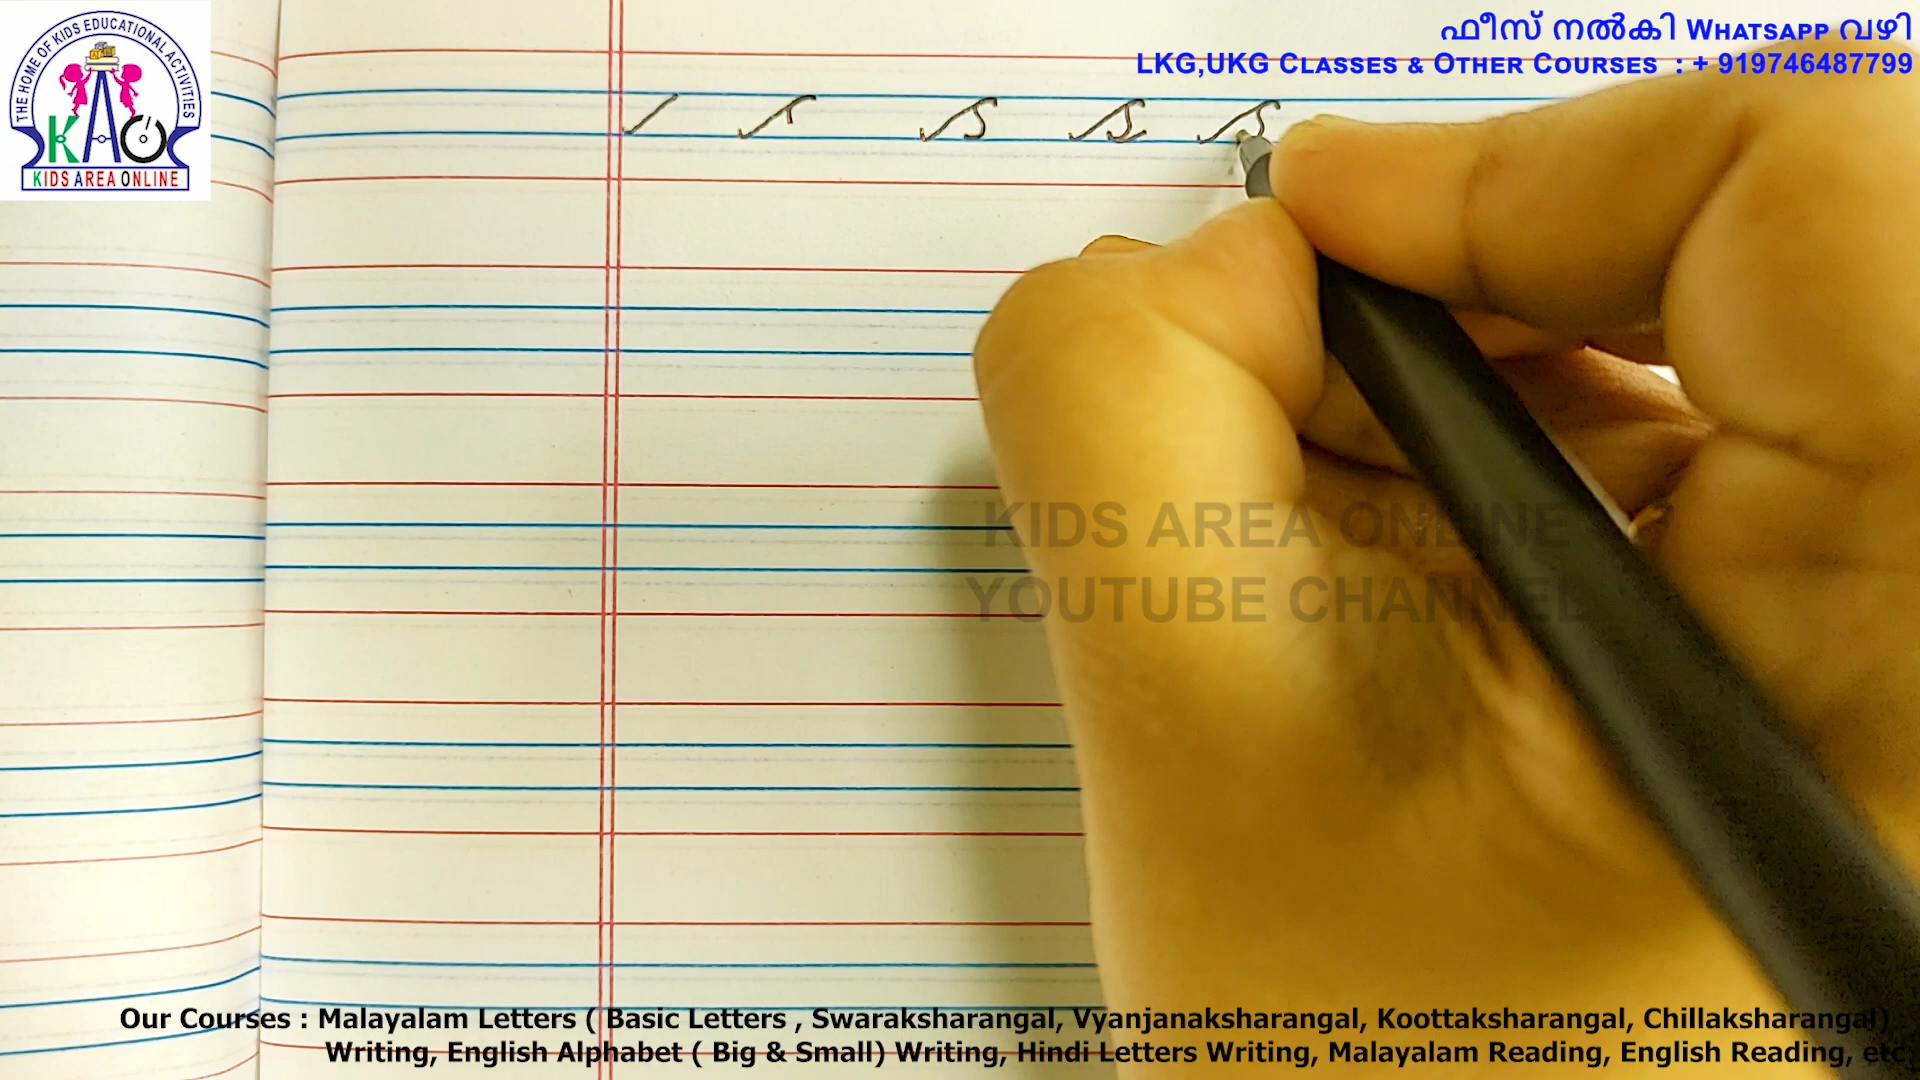 THE HOME OF KIDS EDUCATIONAL ACTIVITIES
KAO
KIDS AREA ONLINE
ഫീസ് നൽകി WHATSAPP വഴി
LKG,UKG CLASSES & OTHER COURSES : + 919746487799
KIDS AREA ONLINE
YOUTUBE CHANNEL
Our Courses : Malayalam Letters ( Basic Letters , Swaraksharangal, Vyanjanaksharangal, Koottaksharangal, Chillaksharangal)
Writing, English Alphabet ( Big & Small) Writing, Hindi Letters Writing, Malayalam Reading, English Reading, etc